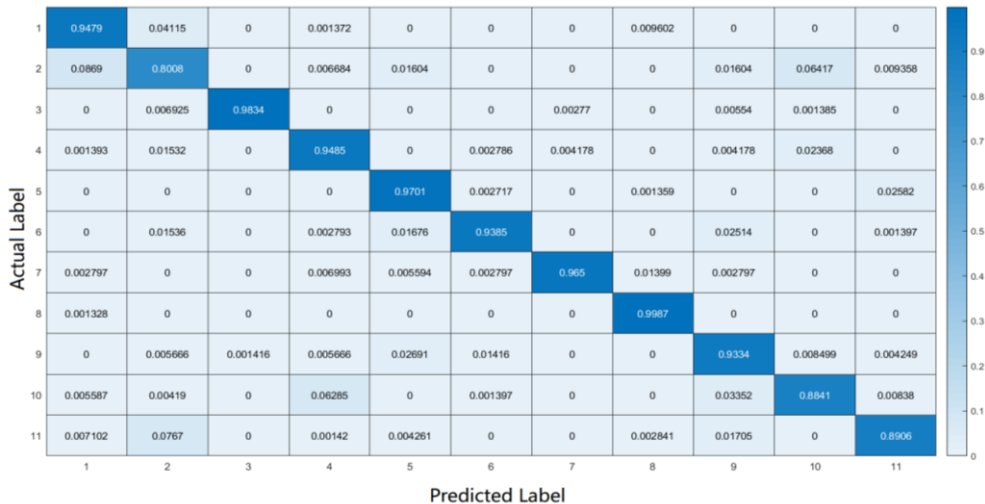 1 0.9479 0.04115 0 0.001372 0 0 0 0.009602 0 0 0
2 0.0869 0.8008 0 0.006684 0.01604 0 0 0 0.01604 0.06417 0.009358
3 0 0.006925 0.9834 0 0 0 0.00277 0 0.00554 0.001385 0
4 0.001393 0.01532 0 0.9485 0 0.002786 0.004178 0 0.004178 0.02368 0
5 0 0 0 0 0.9701 0.002717 0 0.001359 0 0 0.02582
6 0 0.01536 0 0.002793 0.01676 0.9385 0 0 0.02514 0 0.001397
7 0.002797 0 0 0.006993 0.005594 0.002797 0.965 0.01399 0.002797 0 0
8 0.001328 0 0 0 0 0 0 0.9987 0 0 0
9 0 0.005666 0.001416 0.005666 0.02691 0.01416 0 0 0.9334 0.008499 0.004249
10 0.005587 0.00419 0 0.06285 0 0.001397 0 0 0.03352 0.8841 0.00838
11 0.007102 0.0767 0 0.00142 0.004261 0 0 0.002841 0.01705 0 0.8906
1 2 3 4 5 6 7 8 9 10 11
Actual Label
Predicted Label
0.9
0.8
0.7
0.6
0.5
0.4
0.3
0.2
0.1
0